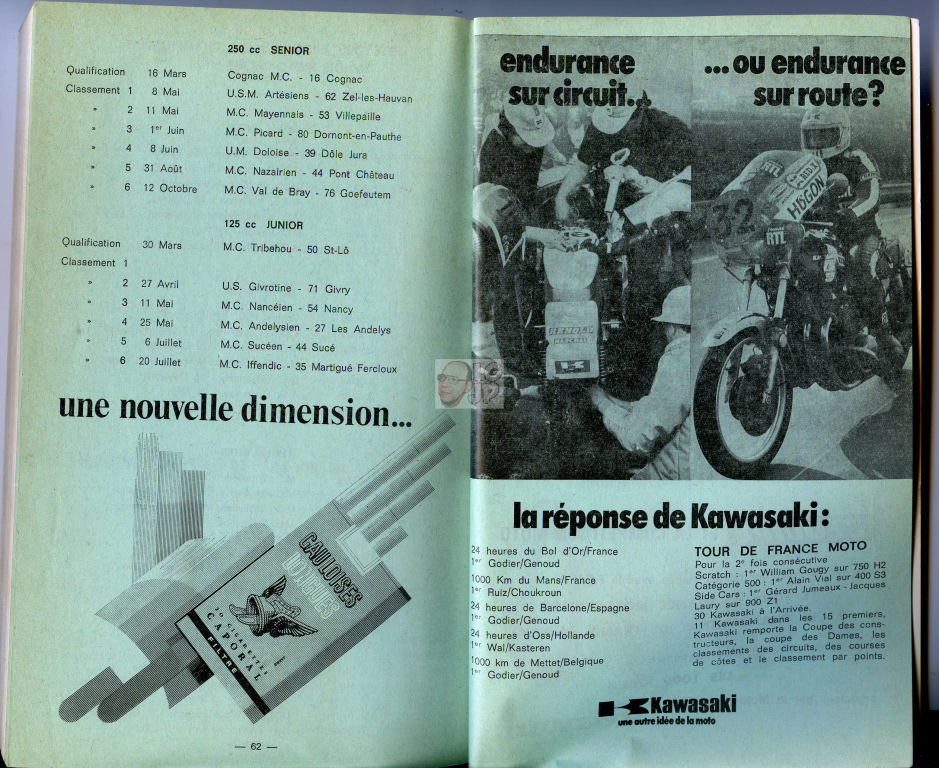 250 cc SENIOR
Qualification 16 Mars Cognac M.C. - 16 Cognac
Classement 1 8 Mai U.S.M. Artésiens - 62 Zel-les-Hauvan
» 2 11 Mai M.C. Mayennais - 53 Villepaille
» 3 1er Juin M.C. Picard - 80 Dornont-en-Pauthe
» 4 8 Juin U.M. Doloise - 39 Dôle Jura
» 5 31 Août M.C. Nazairien - 44 Pont Château
» 6 12 Octobre M.C. Val de Bray - 76 Goefeutem
125 cc JUNIOR
Qualification 30 Mars M.C. Tribehou - 50 St-Lô
Classement 1
» 2 27 Avril U.S. Givrotine - 71 Givry
» 3 11 Mai M.C. Nancéien - 54 Nancy
» 4 25 Mai M.C. Andelysien - 27 Les Andelys
» 5 6 Juillet M.C. Sucéen - 44 Sucé
» 6 20 Juillet M.C. Iffendic - 35 Martigué Fercloux
une nouvelle dimension...
GAULOISES
20 CIGARETTES
CAPORAL
FILTRE
— 62 —
endurance
sur circuit...
...ou endurance
sur route?
RTL
HAGON
32
RTL
la réponse de Kawasaki:
24 heures du Bol d'Or/France
1er Godier/Genoud
1000 Km du Mans/France
1er Ruiz/Choukroun
24 heures de Barcelone/Espagne
1er Godier/Genoud
24 heures d'Oss/Hollande
1er Wal/Kasteren
1000 km de Mettet/Belgique
1er Godier/Genoud
TOUR DE FRANCE MOTO
Pour la 2e fois consécutive
Scratch : 1er William Gougy sur 750 H2
Catégorie 500 : 1er Alain Vial sur 400 S3
Side Cars : 1er Gérard Jumeaux - Jacques
Laury sur 900 Z1
30 Kawasaki à l'Arrivée.
11 Kawasaki dans les 15 premiers,
Kawasaki remporte la Coupe des cons-
tructeurs, la coupe des Dames, les
classements des circuits, des courses
de côtes et le classement par points.
Kawasaki
une autre idée de la moto